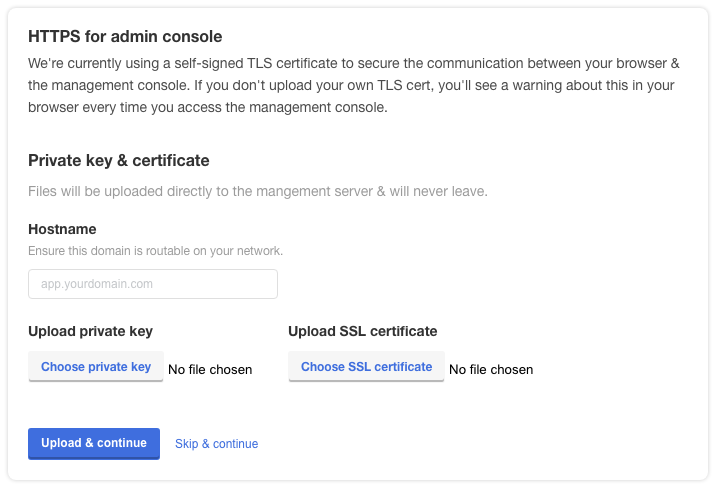 HTTPS for admin console
We're currently using a self-signed TLS certificate to secure the communication between your browser &
the management console. If you don't upload your own TLS cert, you'll see a warning about this in your
browser every time you access the management console.
Private key & certificate
Files will be uploaded directly to the mangement server & will never leave.
Hostname
Ensure this domain is routable on your network.
app.yourdomain.com
Upload private key
Upload SSL certificate
Choose private key No file chosen
Choose SSL certificate No file chosen
Upload & continue
Skip & continue